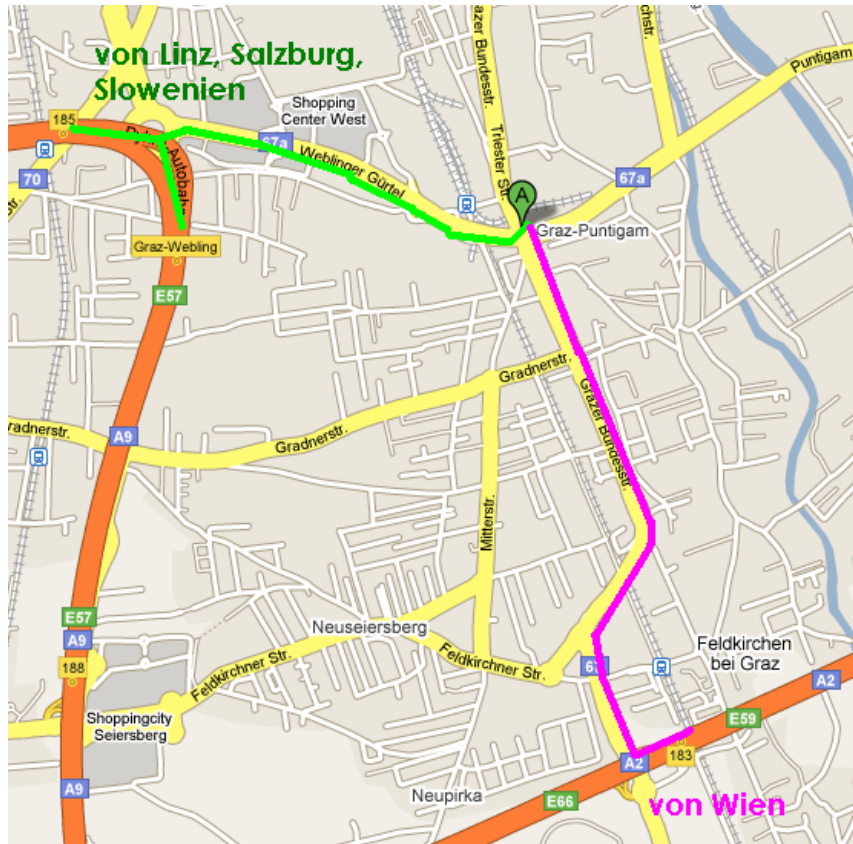 von Linz, Salzburg,
Slowenien
Grazer Bundesstr.
Shopping
Center West
Puntigam
185
Autobahn
67a
Weblinger Gürtel
Triester Str.
67a
70
A
Graz-Puntigam
Graz-Webling
E57
Gradnerstr.
Grazer Bundesstr.
A9
Gradnerstr.
Mitterstr.
E57
A9
Neuseiersberg
188
Feldkirchner Str.
Feldkirchner Str.
Feldkirchen
bei Graz
A2
Shoppingcity
Seiersberg
E59
183
A2
A9
Neupirka
E66
von Wien